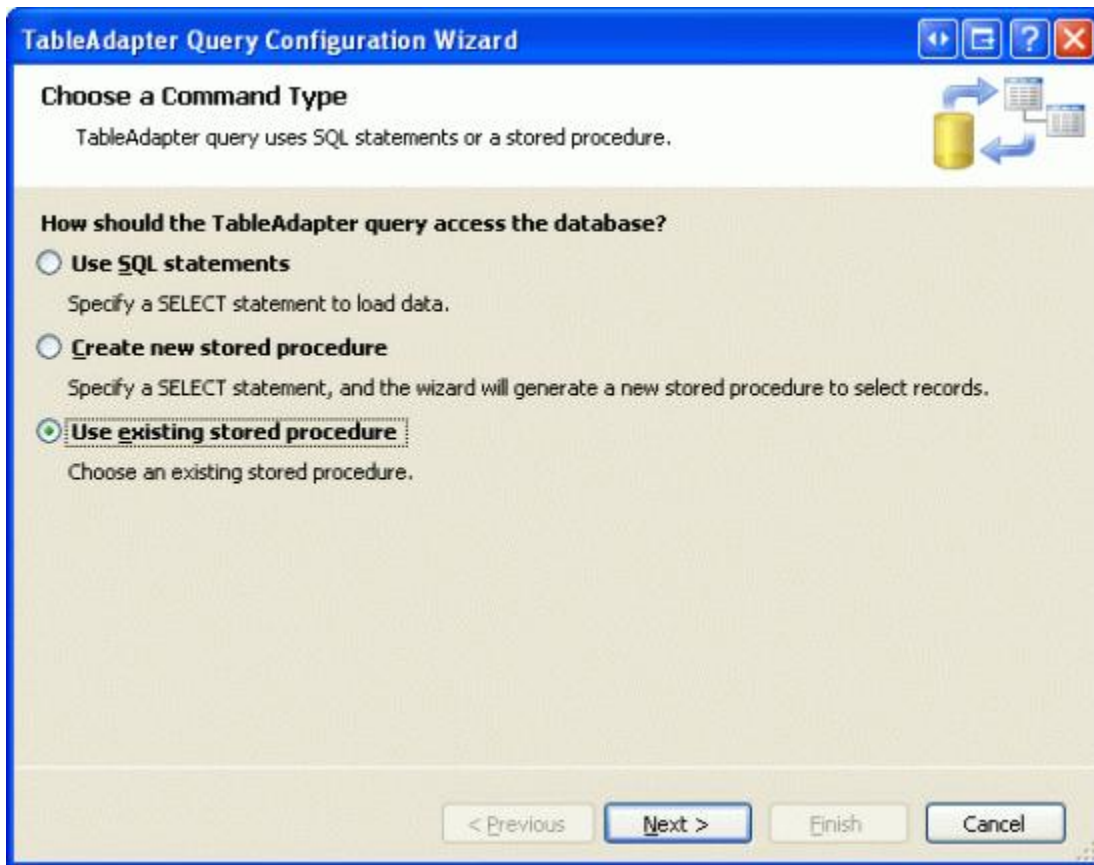 TableAdapter Query Configuration Wizard
?
Choose a Command Type
TableAdapter query uses SQL statements or a stored procedure.
How should the TableAdapter query access the database?
Use SQL statements
Specify a SELECT statement to load data.
Create new stored procedure
Specify a SELECT statement, and the wizard will generate a new stored procedure to select records.
Use existing stored procedure
Choose an existing stored procedure.
< Previous
Next >
Finish
Cancel